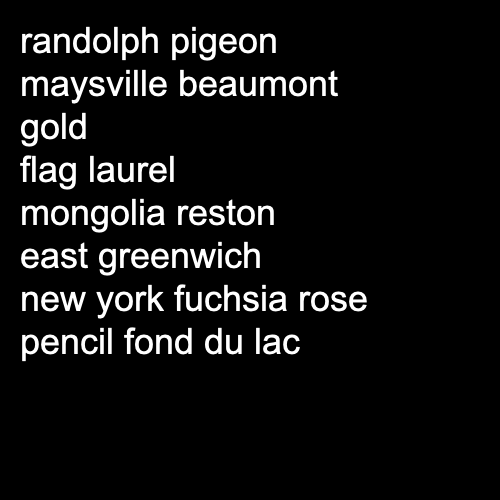 randolph pigeon
maysville beaumont
gold
flag laurel
mongolia reston
east greenwich
new york fuchsia rose
pencil fond du lac